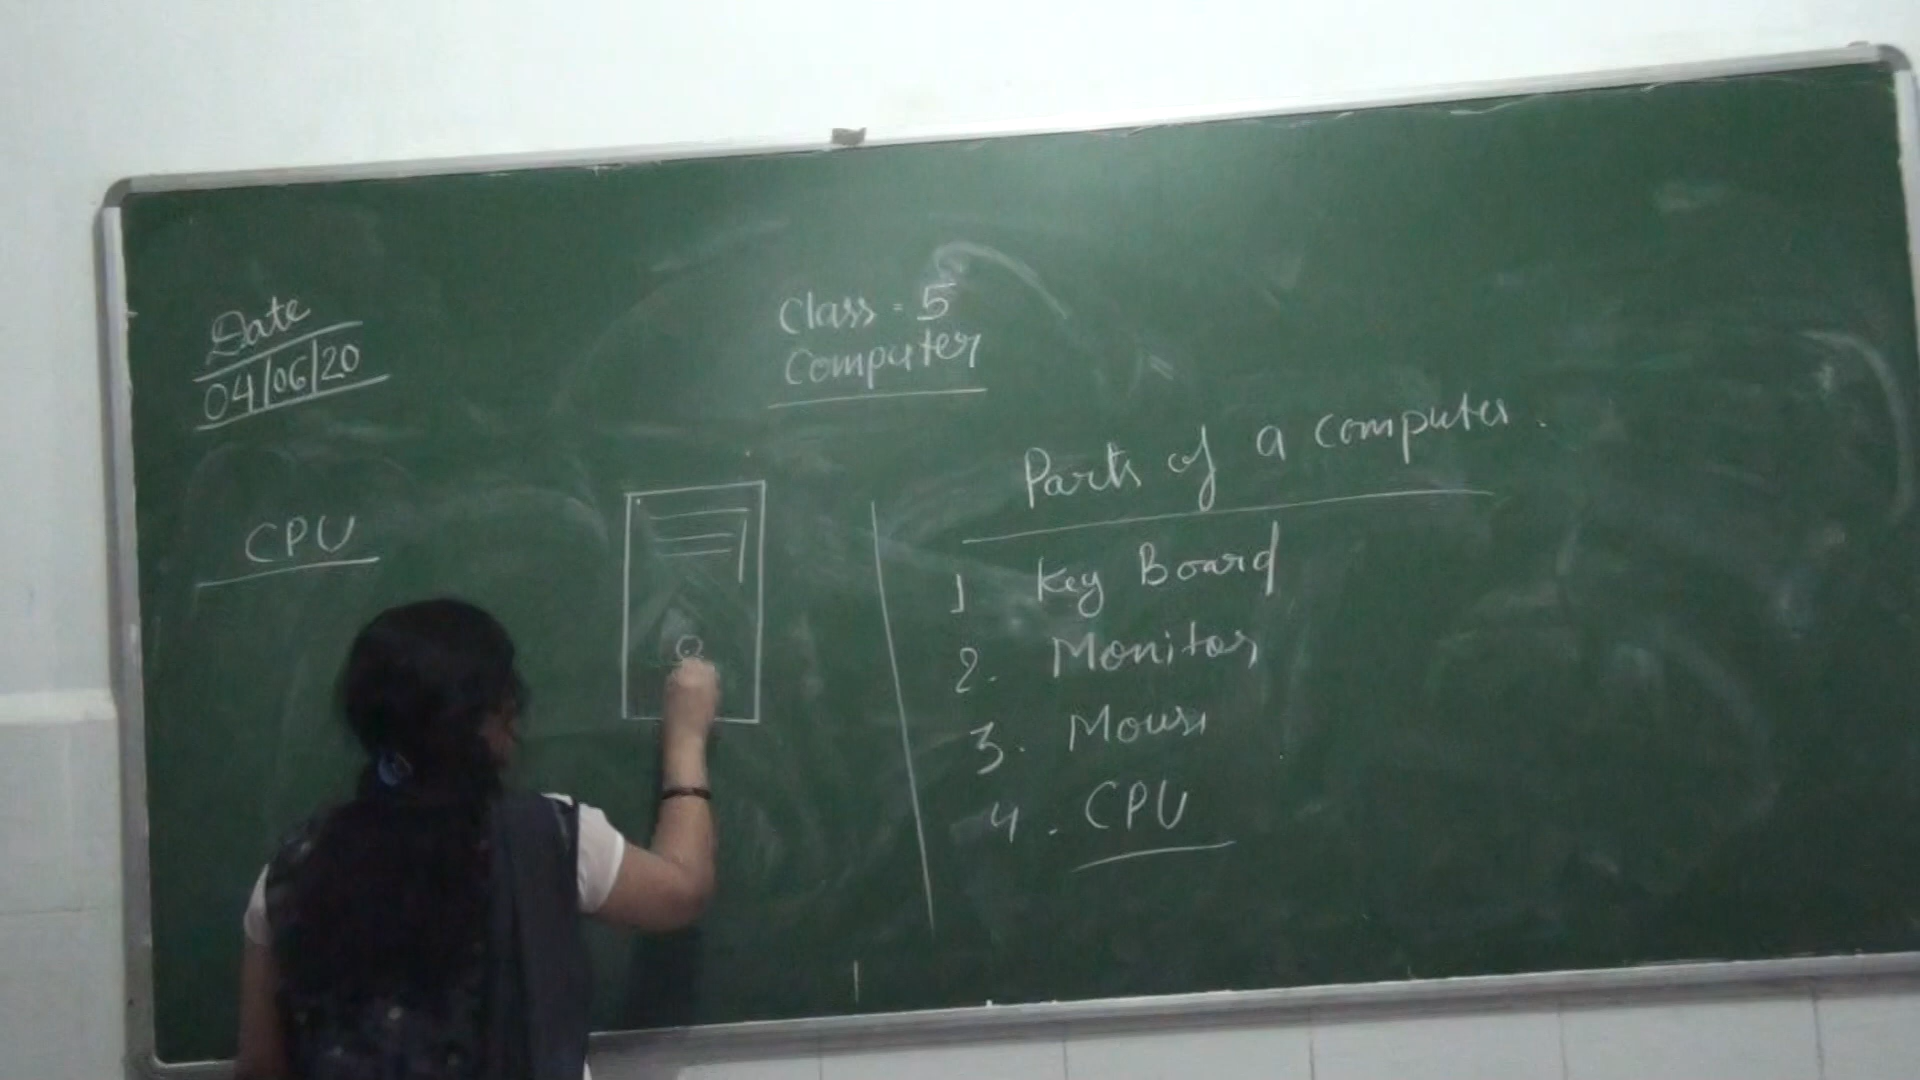 Date
04/06/20
Class - 5
Computer
CPU
Parts of a computer.
1 Key Board
2. Monitor
3. Mouse
4. CPU